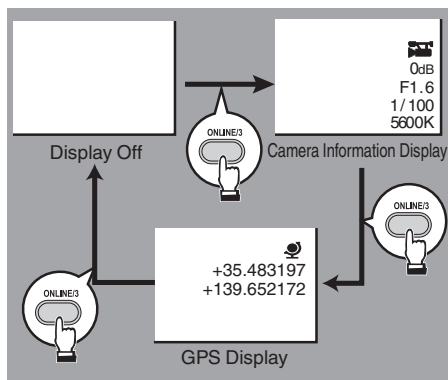 0dB
F1.6
1/100
5600K
Display Off
ONLINE/3
Camera Information Display
ONLINE/3
+35.483197
+139.652172
ONLINE/3
GPS Display